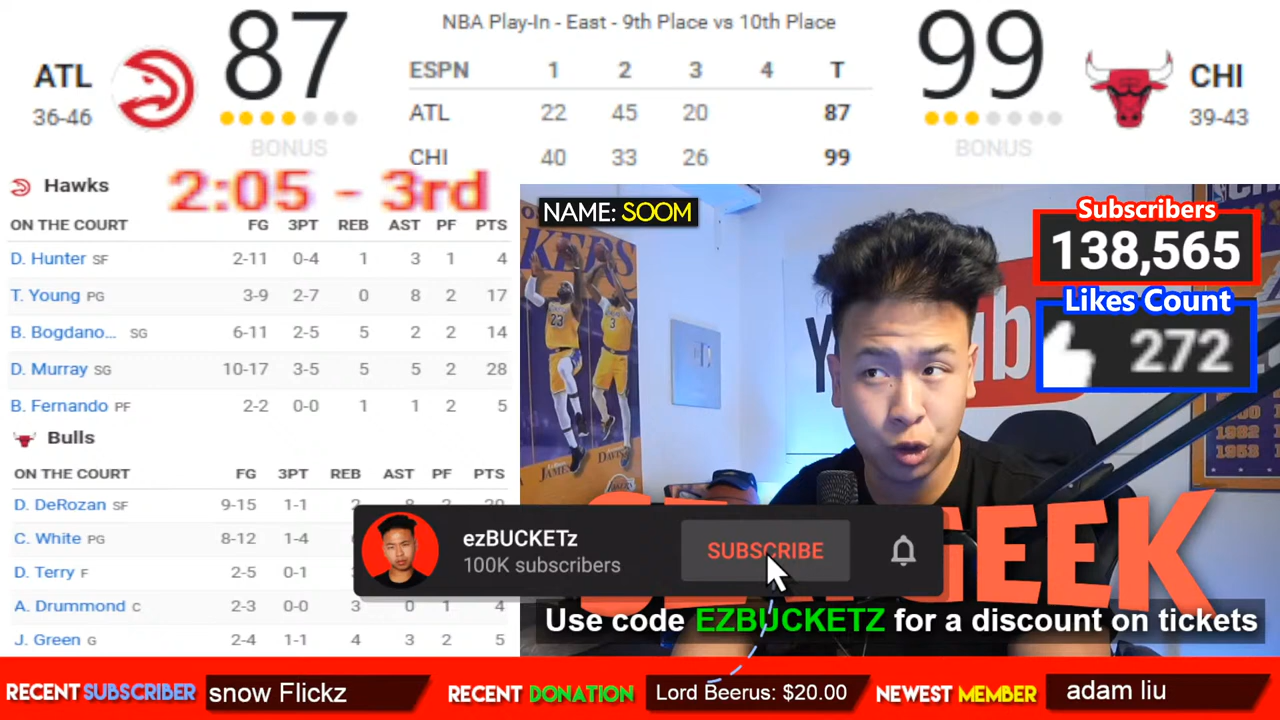 NBA Play-In - East - 9th Place vs 10th Place
ATL
36-46
87
BONUS
ESPN 1 2 3 4 T
ATL 22 45 20 87
CHI 40 33 26 99
99
BONUS
CHI
39-43
Hawks
2:05 - 3rd
ON THE COURT FG 3PT REB AST PF PTS
D. Hunter SF 2-11 0-4 1 3 1 4
T. Young PG 3-9 2-7 0 8 2 17
B. Bogdano... SG 6-11 2-5 5 2 2 14
D. Murray SG 10-17 3-5 5 5 2 28
B. Fernando PF 2-2 0-0 1 1 2 5
Bulls
ON THE COURT FG 3PT REB AST PF PTS
D. DeRozan SF 9-15 1-1
C. White PG 8-12 1-4
D. Terry F 2-5 0-1
A. Drummond C 2-3 0-0 3 0 1 4
J. Green G 2-4 1-1 4 3 2 5
NAME: SOOM
Subscribers
138,565
Likes Count
272
23
3
JAMES
DAVIS
LAKERS
ezBUCKETz
100K subscribers
SUBSCRIBE
GEEK
Use code EZBUCKETZ for a discount on tickets
RECENT SUBSCRIBER snow Flickz
RECENT DONATION Lord Beerus: $20.00
NEWEST MEMBER adam liu